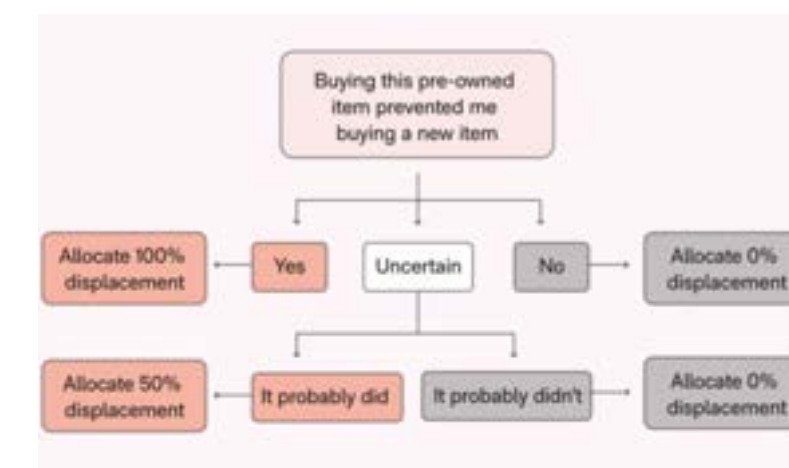 Buying this pre-owned
item prevented me
buying a new item
Allocate 100%
displacement
Yes
Uncertain
No
Allocate 0%
displacement
Allocate 50%
displacement
It probably did
It probably didn't
Allocate 0%
displacement